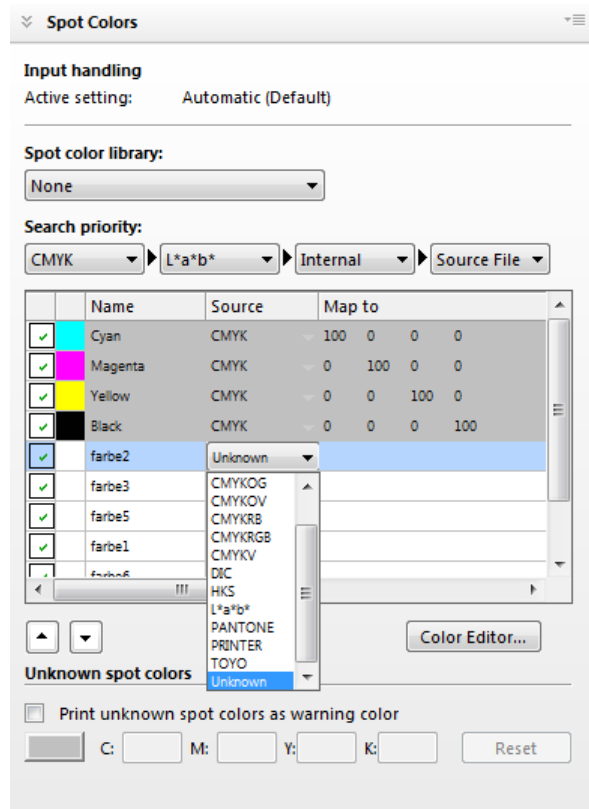 Spot Colors
Input handling
Active setting: Automatic (Default)
Spot color library:
None
Search priority:
CMYK L*a*b* Internal Source File
Name Source Map to
Cyan CMYK 100 0 0 0
Magenta CMYK 0 100 0 0
Yellow CMYK 0 0 100 0
Black CMYK 0 0 0 100
farbe2 Unknown
farbe3
farbe5
farbe1
farbe6
CMYKOG
CMYKOV
CMYKRB
CMYKRGB
CMYKV
DIC
HKS
L*a*b*
PANTONE
PRINTER
TOYO
Unknown
Color Editor...
Unknown spot colors
Print unknown spot colors as warning color
C: M: Y: K: Reset